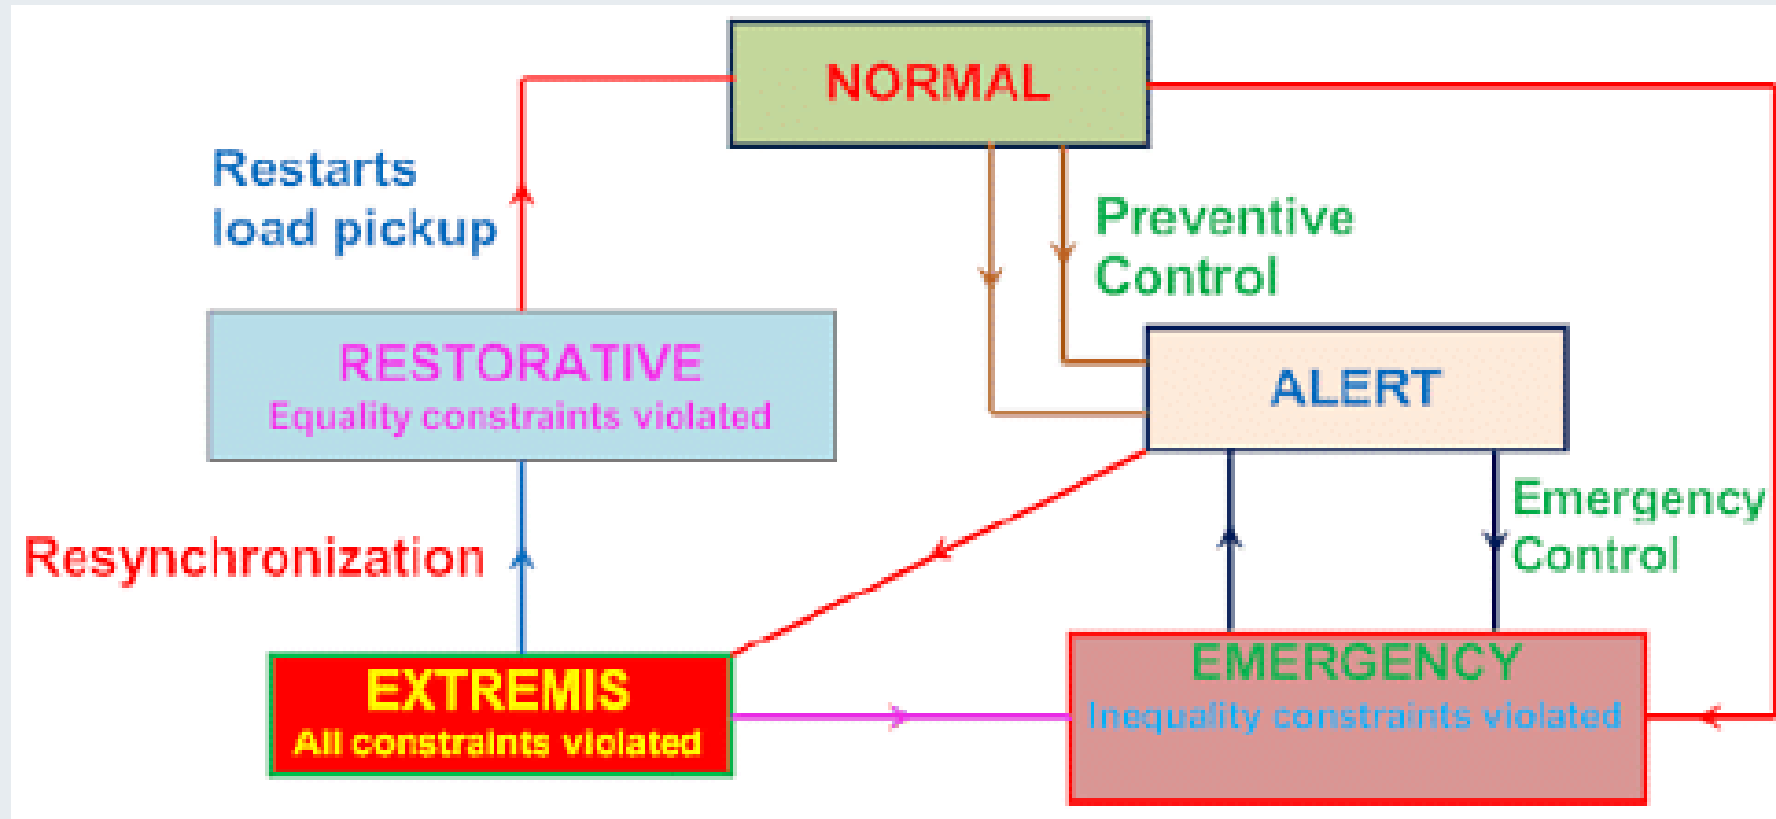 NORMAL
Restarts
load pickup
Preventive
Control
RESTORATIVE
Equality constraints violated
ALERT
Resynchronization
Emergency
Control
EXTREMIS
All constraints violated
EMERGENCY
Inequality constraints violated